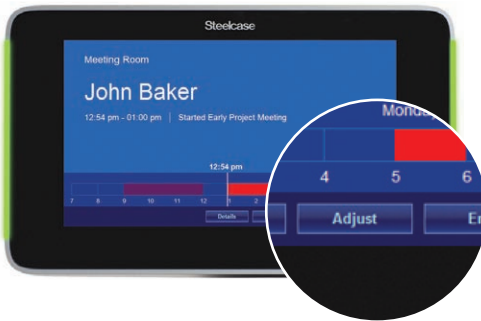 Steelcase
Meeting Room
John Baker
12:54 pm - 01:00 pm | Started Early Project Meeting
12:54 pm
7 8 9 10 11 12 1 2
Details
Monday
4 5 6
Adjust